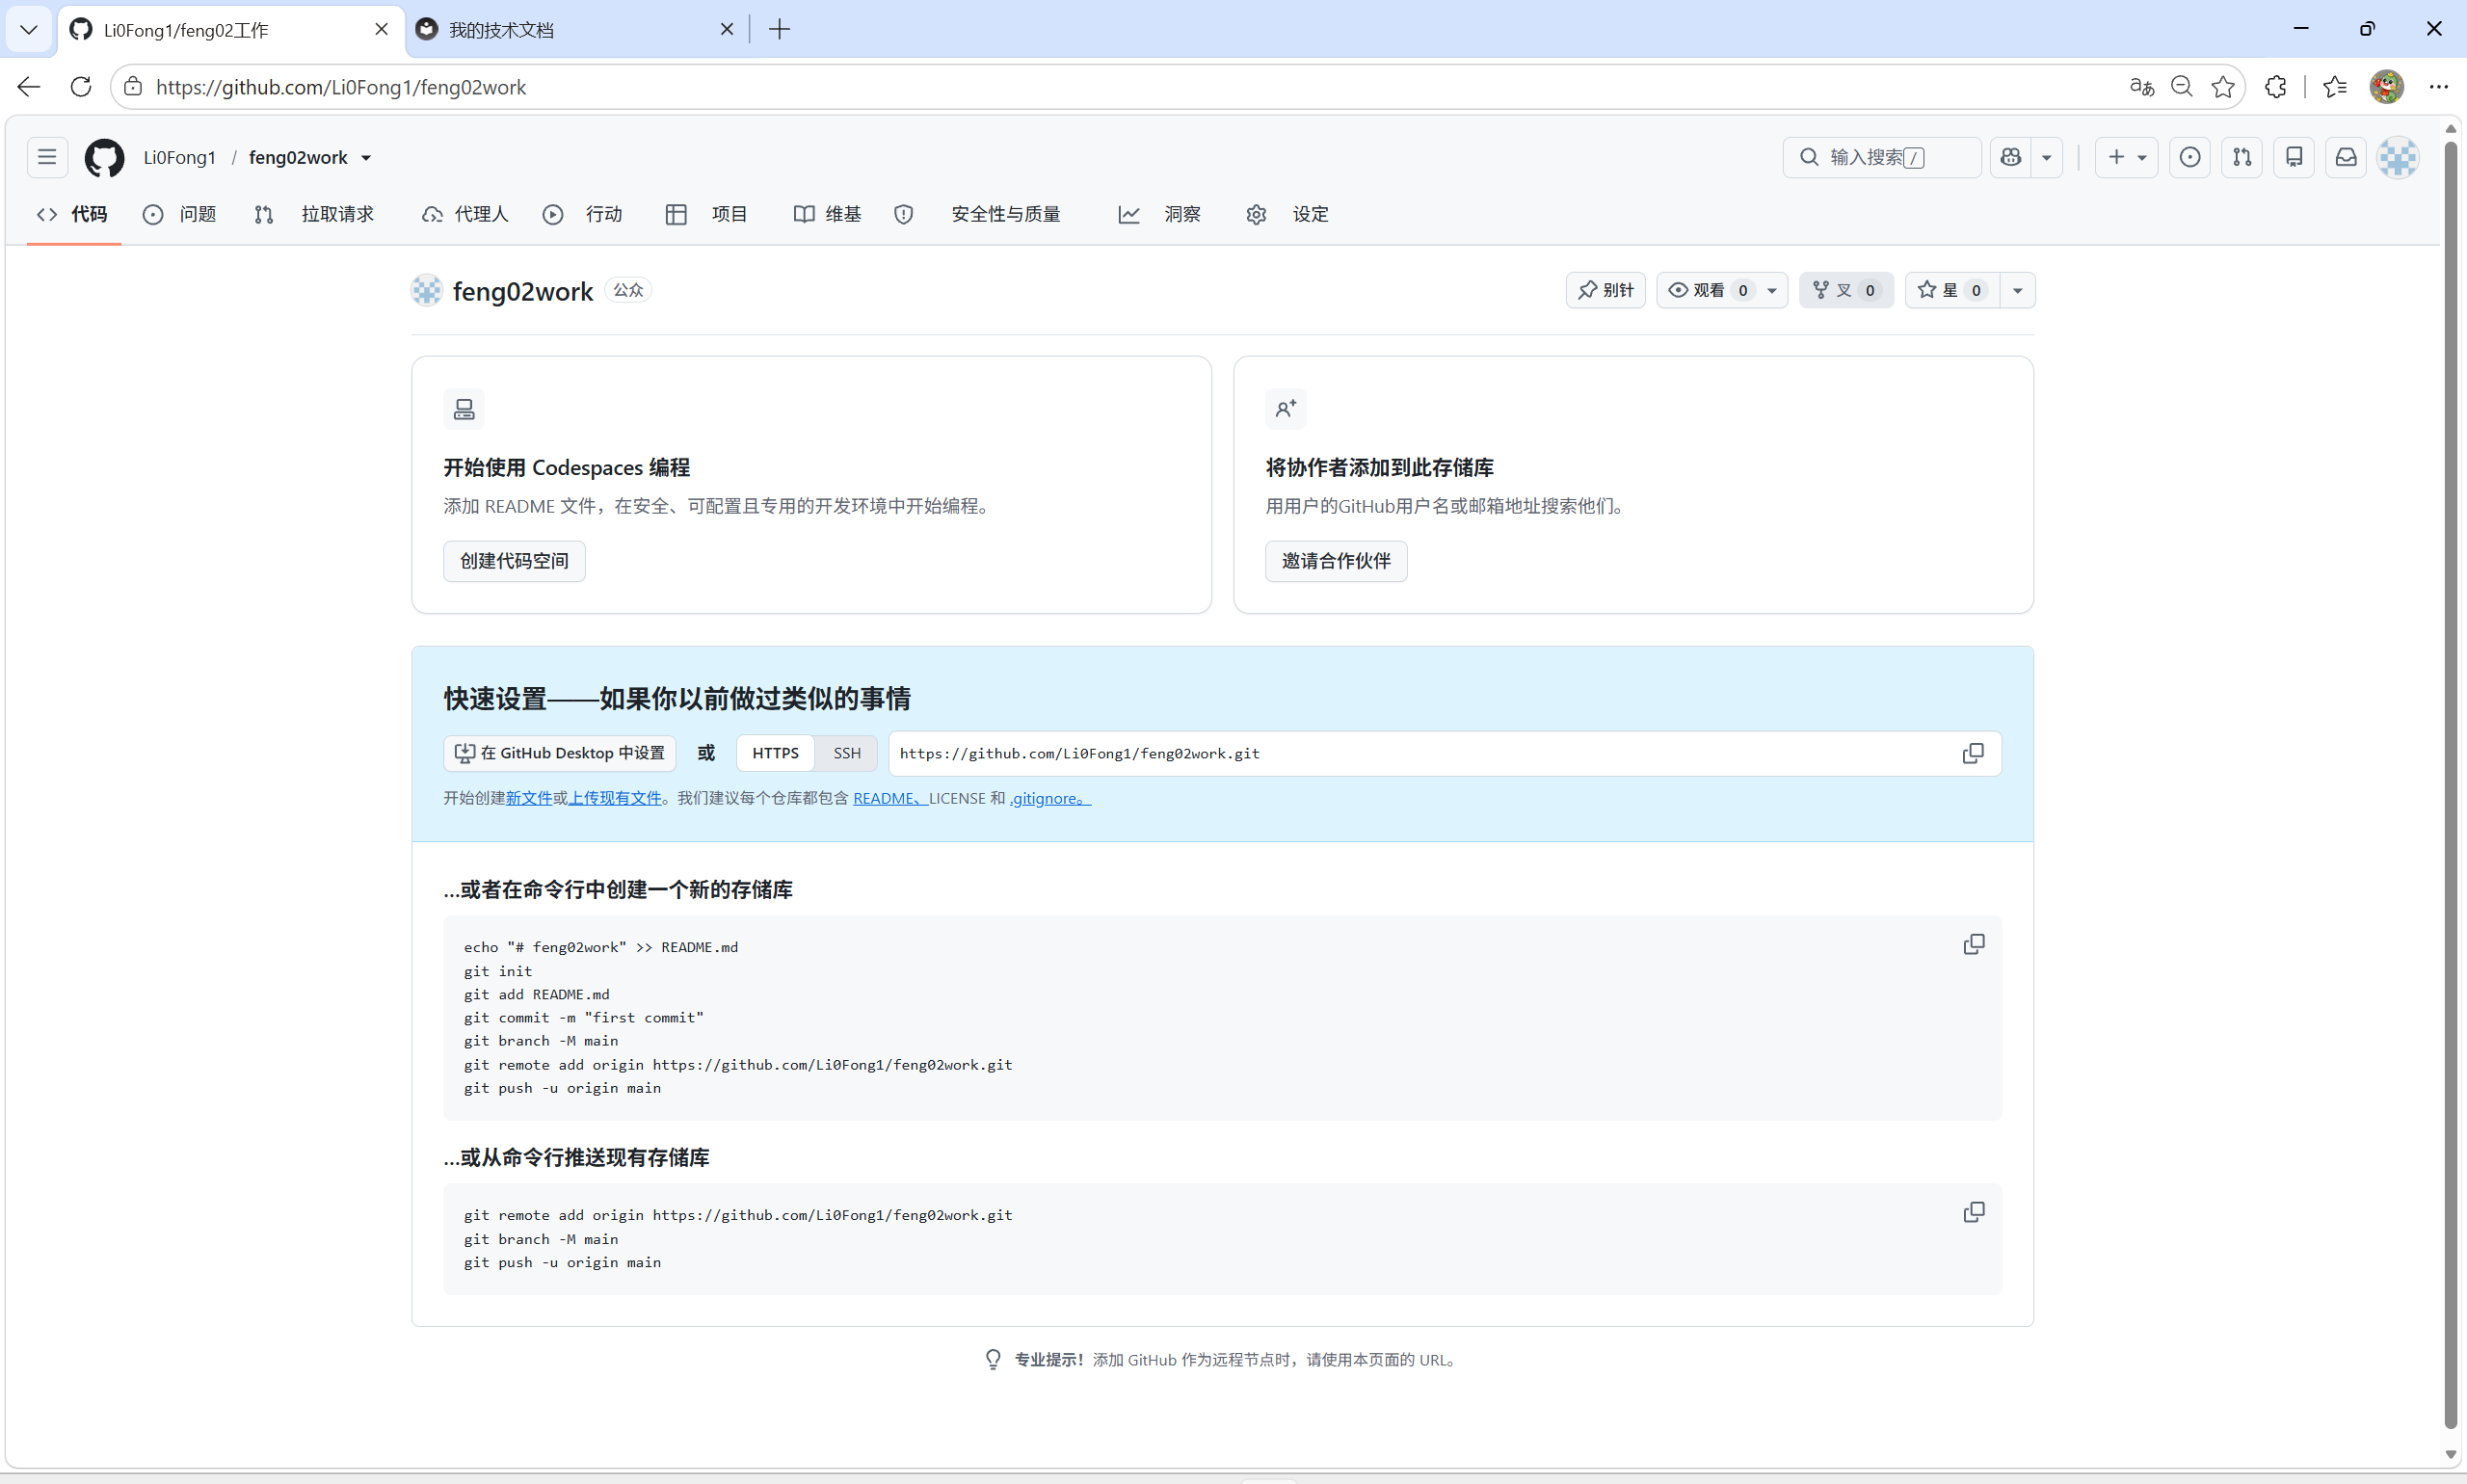 Li0Fong1/feng02工作
我的技术文档
https://github.com/Li0Fong1/feng02work
Li0Fong1 / feng02work
输入搜索 /
代码 问题 拉取请求 代理人 行动 项目 维基 安全性与质量 洞察 设定
feng02work 公众
别针 观看 0 叉 0 星 0
开始使用 Codespaces 编程
添加 README 文件，在安全、可配置且专用的开发环境中开始编程。
创建代码空间
将协作者添加到此存储库
用用户的GitHub用户名或邮箱地址搜索他们。
邀请合作伙伴
快速设置——如果你以前做过类似的事情
在 GitHub Desktop 中设置 或 HTTPS SSH https://github.com/Li0Fong1/feng02work.git
开始创建新文件或上传现有文件。我们建议每个仓库都包含 README、LICENSE 和 .gitignore。
...或者在命令行中创建一个新的存储库
echo "# feng02work" >> README.md
git init
git add README.md
git commit -m "first commit"
git branch -M main
git remote add origin https://github.com/Li0Fong1/feng02work.git
git push -u origin main
...或从命令行推送现有存储库
git remote add origin https://github.com/Li0Fong1/feng02work.git
git branch -M main
git push -u origin main
专业提示！添加 GitHub 作为远程节点时，请使用本页面的 URL。